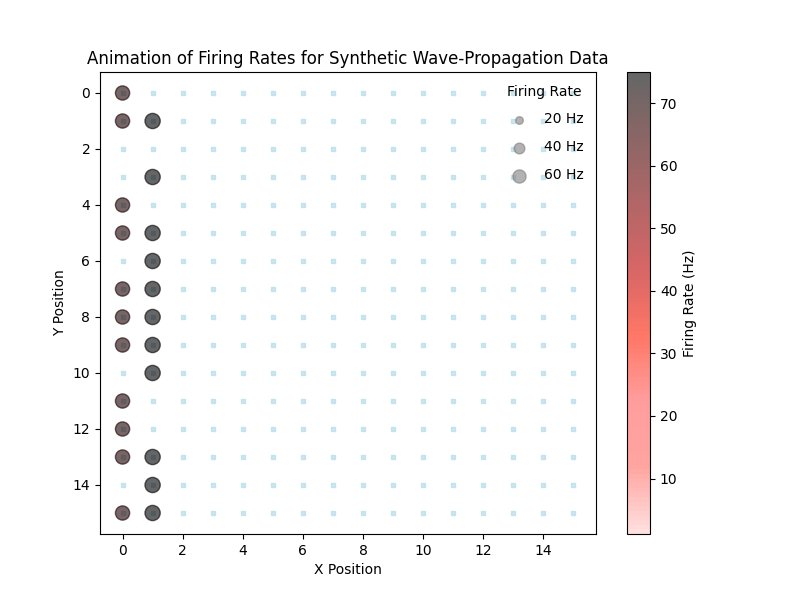 Animation of Firing Rates for Synthetic Wave-Propagation Data
Firing Rate
20 Hz
40 Hz
60 Hz
0
2
4
6
8
10
12
14
Y Position
0 2 4 6 8 10 12 14
X Position
70
60
50
40
30
20
10
Firing Rate (Hz)